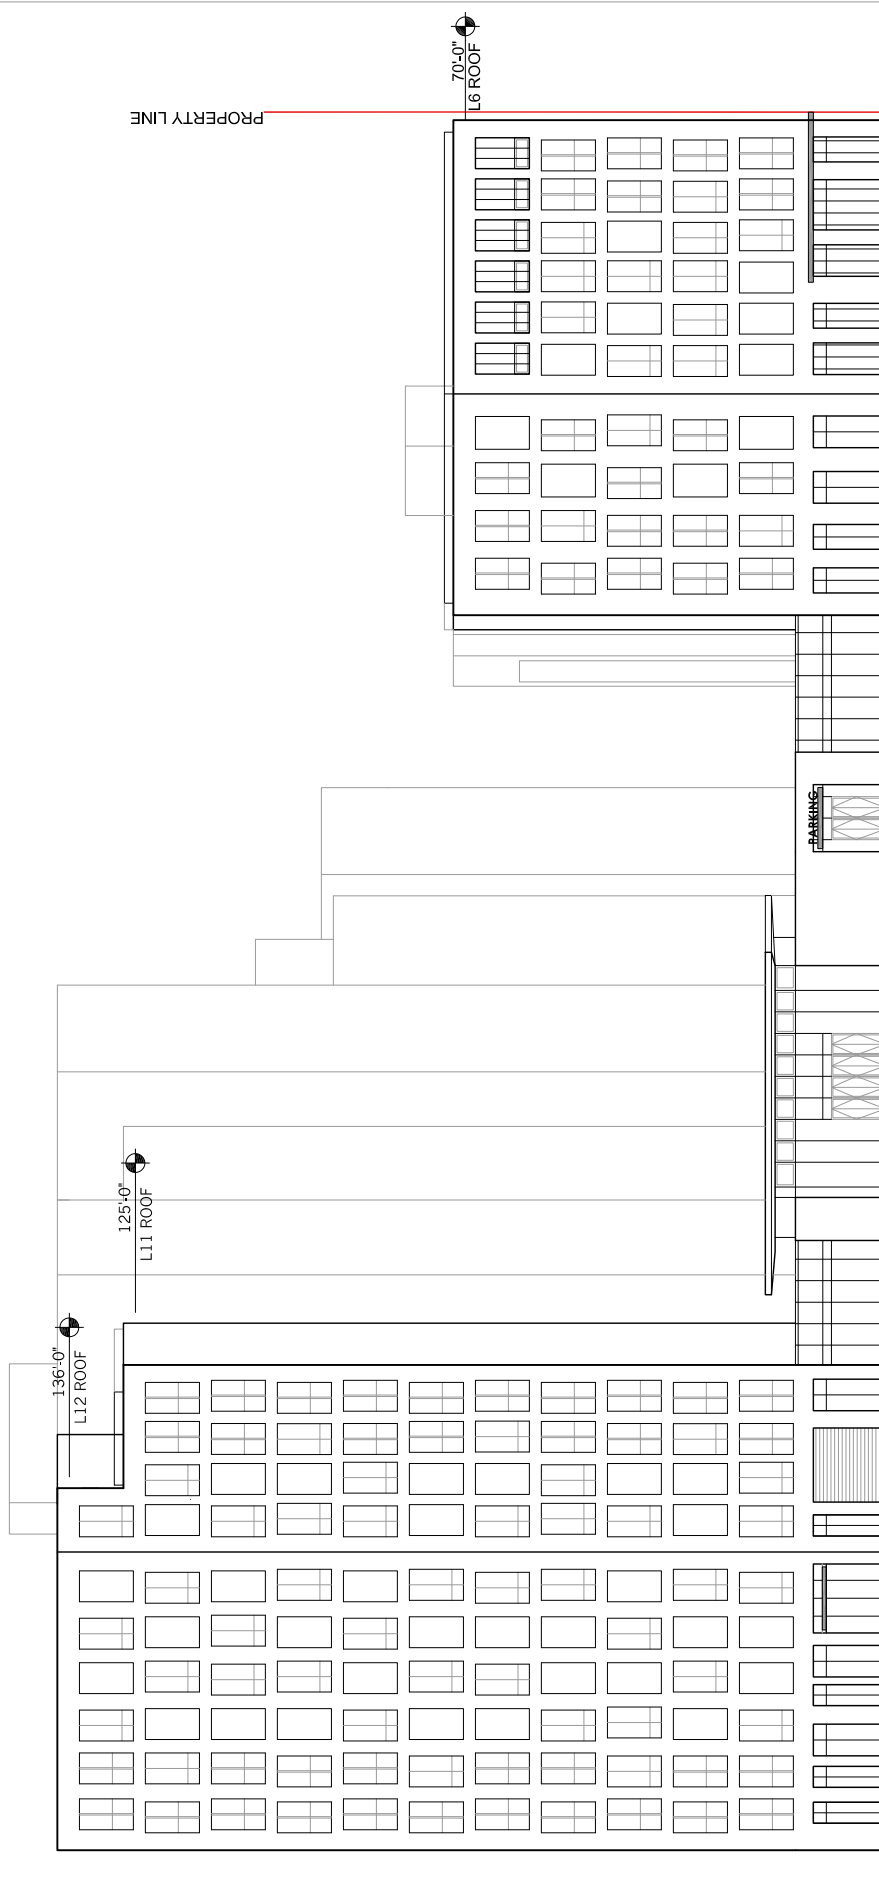 70'-0"
L6 ROOF
PROPERTY LINE
PARKING
125'-0"
L11 ROOF
136'-0"
L12 ROOF